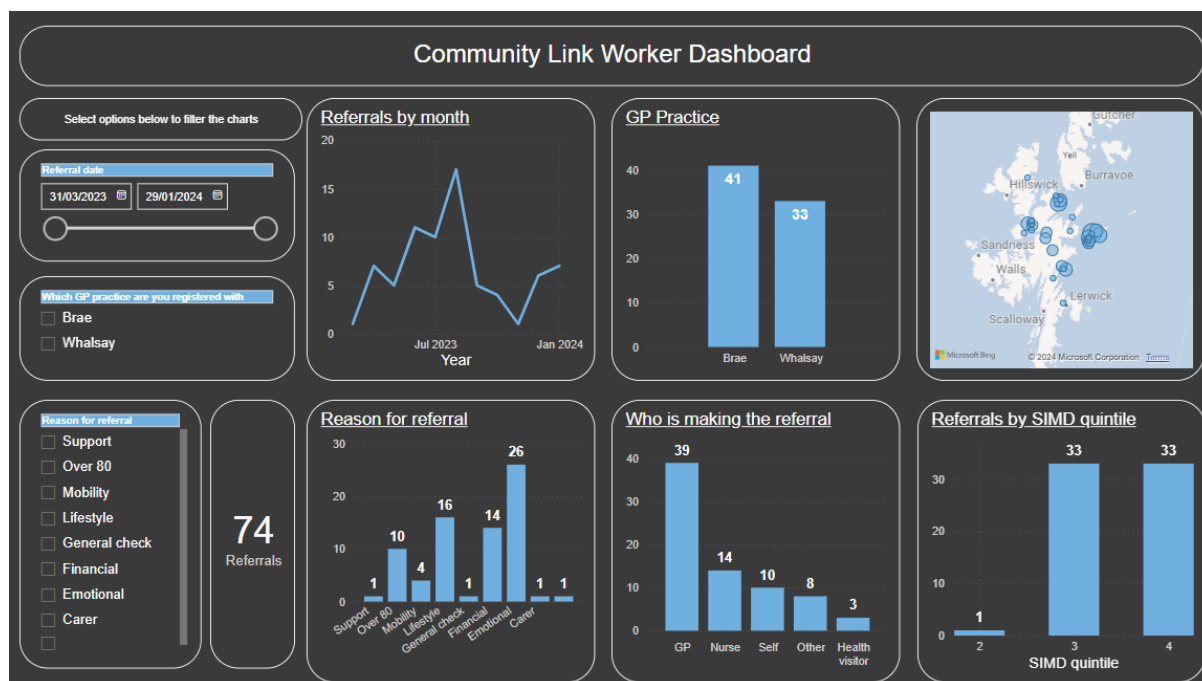 Community Link Worker Dashboard
Select options below to filter the charts
Referral date
31/03/2023
29/01/2024
Which GP practice are you registered with
Brae
Whalsay
Reason for referral
Support
Over 80
Mobility
Lifestyle
General check
Financial
Emotional
Carer
74
Referrals
Referrals by month
20
15
10
5
0
Jul 2023
Jan 2024
Year
GP Practice
40
30
20
10
0
41
33
Brae
Whalsay
Gutcher
Yell
Burravoe
Hillswick
Sandness
Walls
Lerwick
Scalloway
Microsoft Bing
© 2024 Microsoft Corporation
Terms
Reason for referral
30
20
10
0
1
10
4
16
1
14
26
1
1
Support
Over 80
Mobility
Lifestyle
General check
Financial
Emotional
Carer
Who is making the referral
40
30
20
10
0
39
14
10
8
3
GP
Nurse
Self
Other
Health
visitor
Referrals by SIMD quintile
30
20
10
0
1
33
33
2
3
4
SIMD quintile